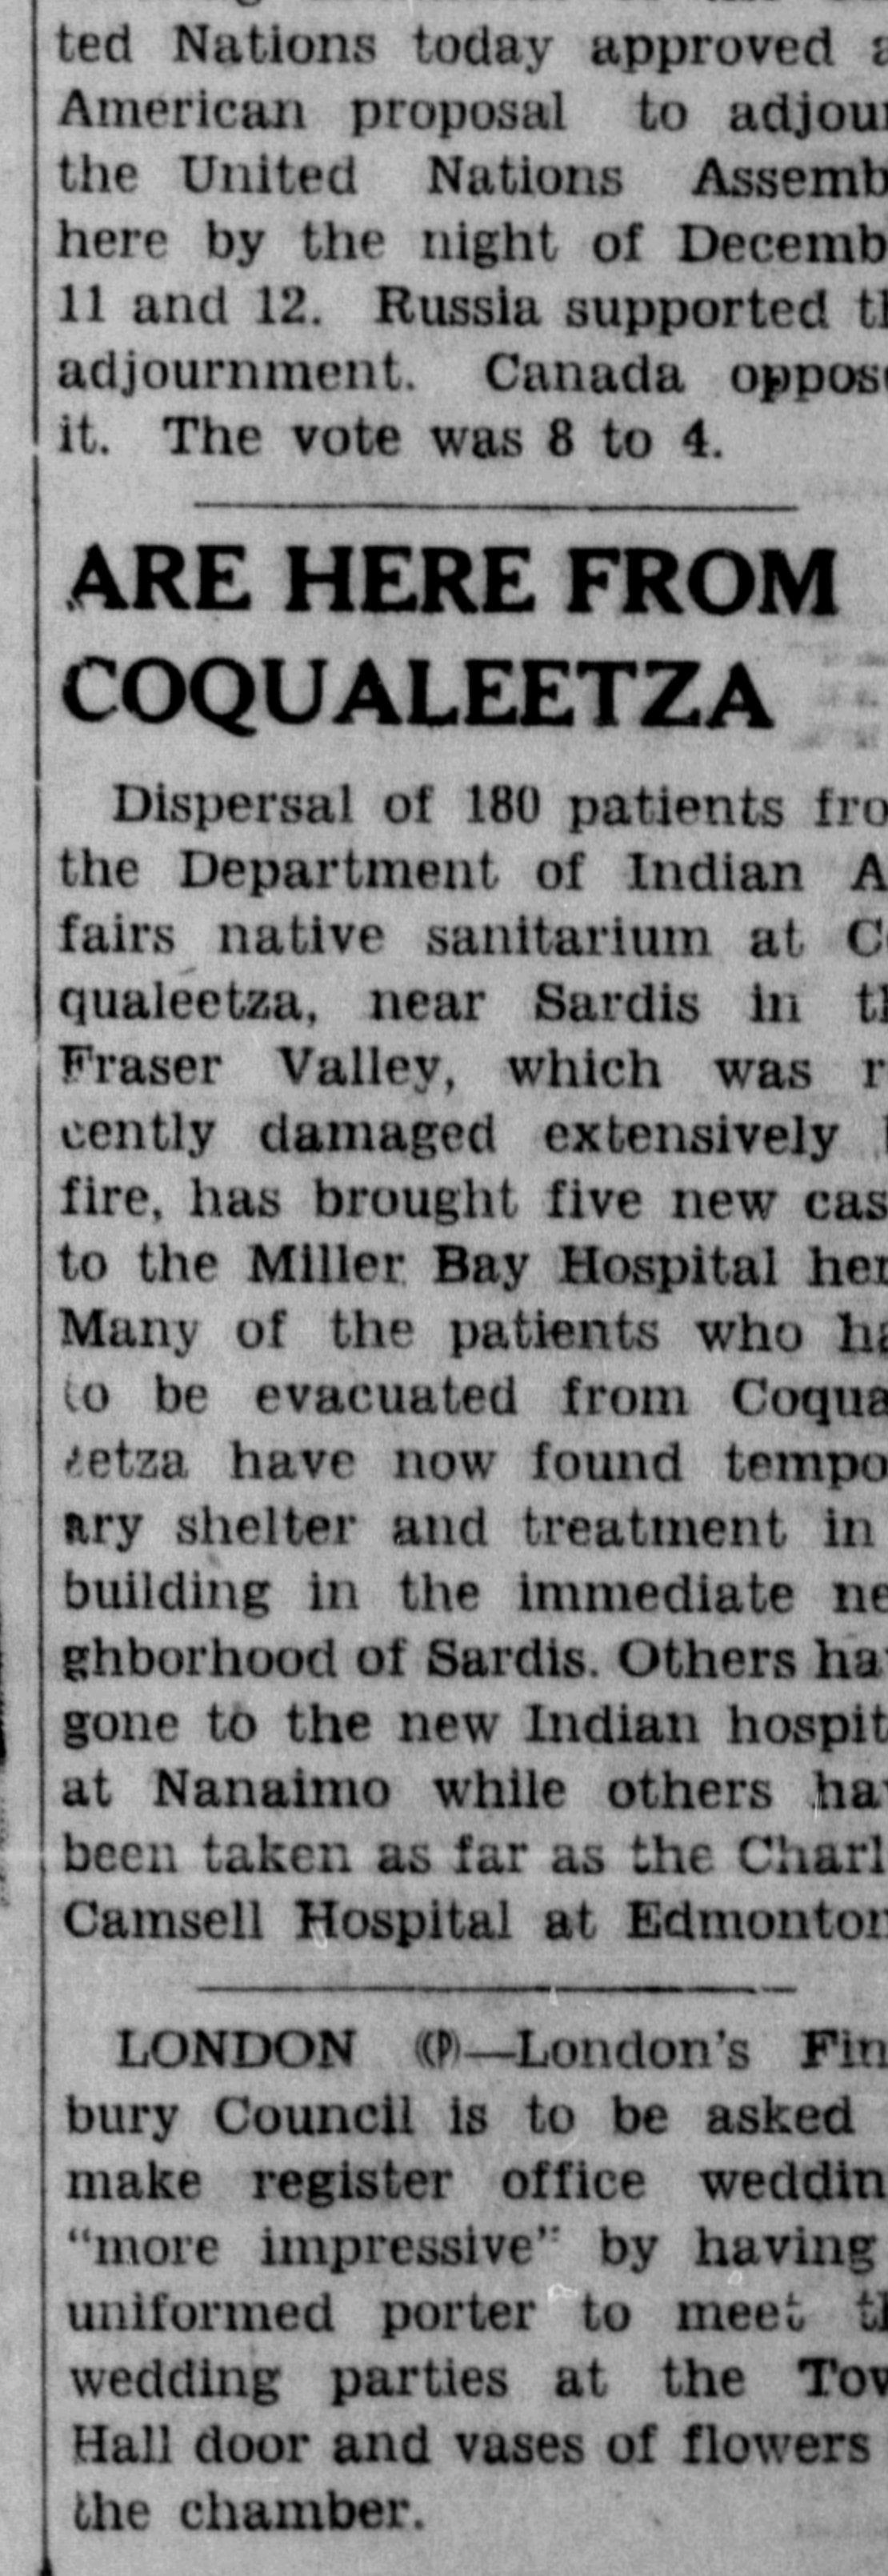 ted Nations today approved a
American proposal to adjour
the United Nations Assemb
here by the night of Decemb
11 and 12. Russia supported th
adjournment. Canada oppose
it. The vote was 8 to 4.
ARE HERE FROM
COQUALEETZA
Dispersal of 180 patients fro
the Department of Indian A
fairs native sanitarium at Co
qualeetza, near Sardis in th
Fraser Valley, which was r
cently damaged extensively
fire, has brought five new cas
to the Miller Bay Hospital her
Many of the patients who ha
to be evacuated from Coqua
eetza have now found tempo
ary shelter and treatment in
building in the immediate ne
ghborhood of Sardis. Others ha
gone to the new Indian hospit
at Nanaimo while others ha
been taken as far as the Charl
Camsell Hospital at Edmonton
LONDON (P)—London's Fin
bury Council is to be asked
make register office weddin
"more impressive" by having
uniformed porter to meet th
wedding parties at the Tow
Hall door and vases of flowers
the chamber.